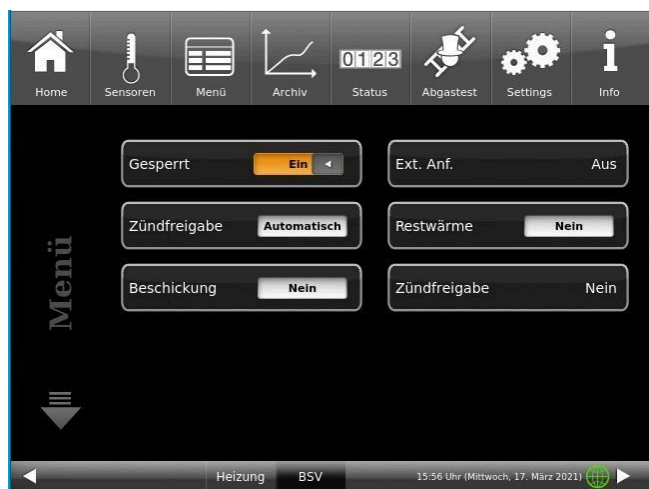 0123
Home Sensoren Menü Archiv Status Abgastest Settings Info
Gesperrt Ein Ext. Anf. Aus
Zündfreigabe Automatisch Restwärme Nein
Beschickung Nein Zündfreigabe Nein
Menü
Heizung BSV 15:56 Uhr (Mittwoch, 17. März 2021)